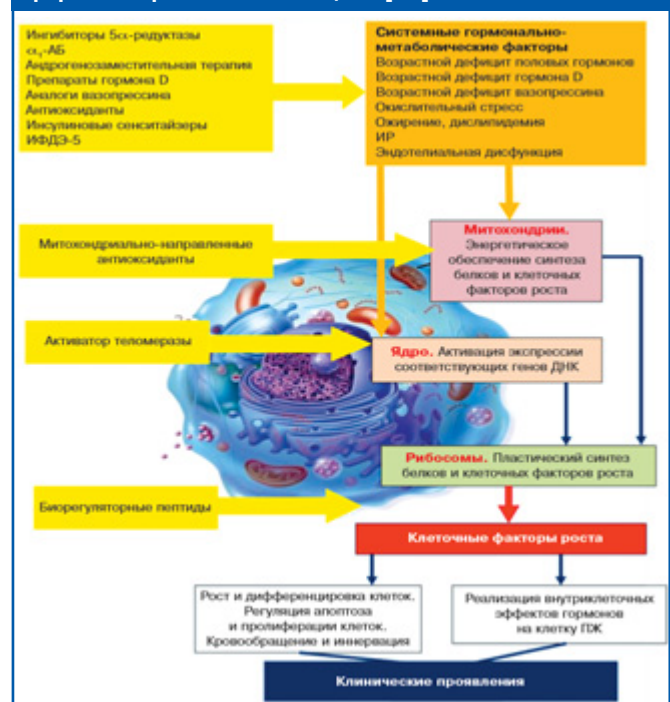 Ингибиторы 5α-редуктазы
α₁-АБ
Андрогенозаместительная терапия
Препараты гормона D
Аналоги вазопрессина
Антиоксиданты
Инсулиновые сенситайзеры
ИФДЭ-5
Системные гормонально-
метаболические факторы
Возрастной дефицит половых гормонов
Возрастной дефицит гормона D
Возрастной дефицит вазопрессина
Окислительный стресс
Ожирение, дислипидемия
ИР
Эндотелиальная дисфункция
Митохондриально-направленные
антиоксиданты
Митохондрии.
Энергетическое
обеспечение синтеза
белков и клеточных
факторов роста
Активатор теломеразы
Ядро. Активация экспрессии
соответствующих генов ДНК
Рибосомы. Пластический синтез
белков и клеточных факторов роста
Биорегуляторные пептиды
Клеточные факторы роста
Рост и дифференцировка клеток.
Регуляция апоптоза
и пролиферации клеток.
Кровообращение и иннервация
Реализация внутриклеточных
эффектов гормонов
на клетку ПЖ
Клинические проявления